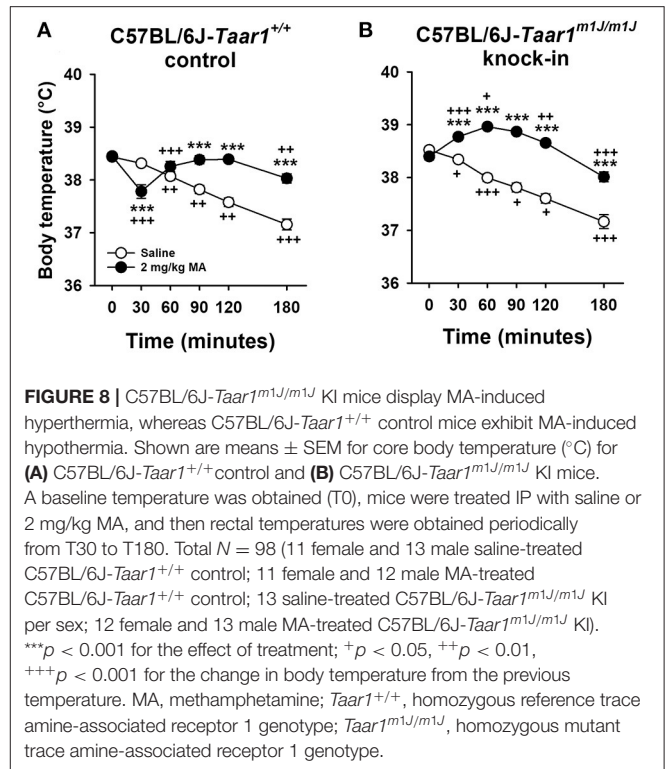 A
C57BL/6J-Taar1+/+
control
Body temperature (°C)
40
39
38
37
36
+++
***
***
++
***
***
+++
++
++
++
+++
Saline
2 mg/kg MA
0 30 60 90 120 180
Time (minutes)
B
C57BL/6J-Taar1m1J/m1J
knock-in
40
39
38
37
36
+++
***
+
***
***
++
***
+++
***
+
+++
+
+
+++
0 30 60 90 120 180
Time (minutes)
FIGURE 8 | C57BL/6J-Taar1m1J/m1J KI mice display MA-induced
hyperthermia, whereas C57BL/6J-Taar1+/+ control mice exhibit MA-induced
hypothermia. Shown are means ± SEM for core body temperature (°C) for
(A) C57BL/6J-Taar1+/+control and (B) C57BL/6J-Taar1m1J/m1J KI mice.
A baseline temperature was obtained (T0), mice were treated IP with saline or
2 mg/kg MA, and then rectal temperatures were obtained periodically
from T30 to T180. Total N = 98 (11 female and 13 male saline-treated
C57BL/6J-Taar1+/+ control; 11 female and 12 male MA-treated
C57BL/6J-Taar1+/+ control; 13 saline-treated C57BL/6J-Taar1m1J/m1J KI
per sex; 12 female and 13 male MA-treated C57BL/6J-Taar1m1J/m1J KI).
***p < 0.001 for the effect of treatment; +p < 0.05, ++p < 0.01,
+++p < 0.001 for the change in body temperature from the previous
temperature. MA, methamphetamine; Taar1+/+, homozygous reference trace
amine-associated receptor 1 genotype; Taar1m1J/m1J, homozygous mutant
trace amine-associated receptor 1 genotype.